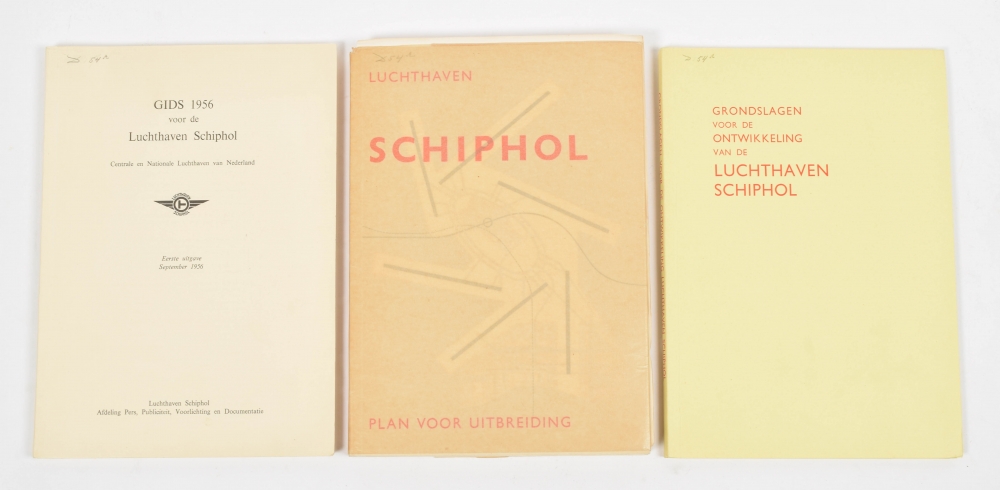 GIDS 1956
voor de
Luchthaven Schiphol
Centrale en Nationale Luchthaven van Nederland
Eerste uitgave
September 1956
Luchthaven Schiphol
Afdeling Pers, Publiciteit, Voorlichting en Documentatie
LUCHTHAVEN
SCHIPHOL
PLAN VOOR UITBREIDING
GRONDSLAGEN
VOOR DE
ONTWIKKELING
VAN DE
LUCHTHAVEN
SCHIPHOL